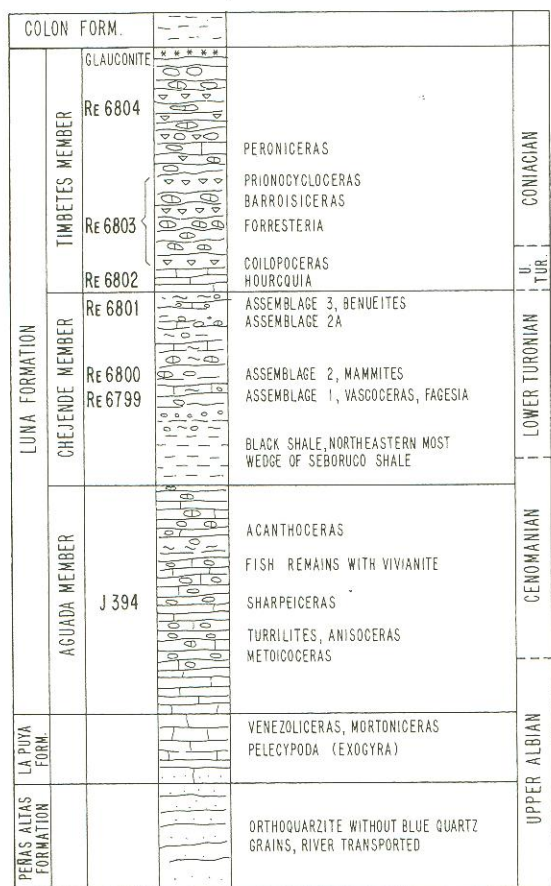 COLON FORM.
LUNA FORMATION
TIMBETES MEMBER
GLAUCONITE
RE 6804
PERONICERAS
PRIONOCYCLOCERAS
BARROISICERAS
RE 6803
FORRESTERIA
COILOPOCERAS
RE 6802
HOURCQUIA
CONIACIAN
U. TUR.
CHEJENDE MEMBER
RE 6801
ASSEMBLAGE 3, BENUEITES
ASSEMBLAGE 2A
RE 6800
ASSEMBLAGE 2, MAMMITES
RE 6799
ASSEMBLAGE 1, VASCOCERAS, FAGESIA
BLACK SHALE, NORTHEASTERN MOST
WEDGE OF SEBORUCO SHALE
LOWER TURONIAN
AGUADA MEMBER
ACANTHOCERAS
FISH REMAINS WITH VIVIANITE
J 394
SHARPEICERAS
TURRILITES, ANISOCERAS
METOICOCERAS
CENOMANIAN
LA PUYA
FORM.
VENEZOLICERAS, MORTONICERAS
PELECYPODA (EXOGYRA)
PEÑAS ALTAS
FORMATION
ORTHOQUARZITE WITHOUT BLUE QUARTZ
GRAINS, RIVER TRANSPORTED
UPPER ALBIAN